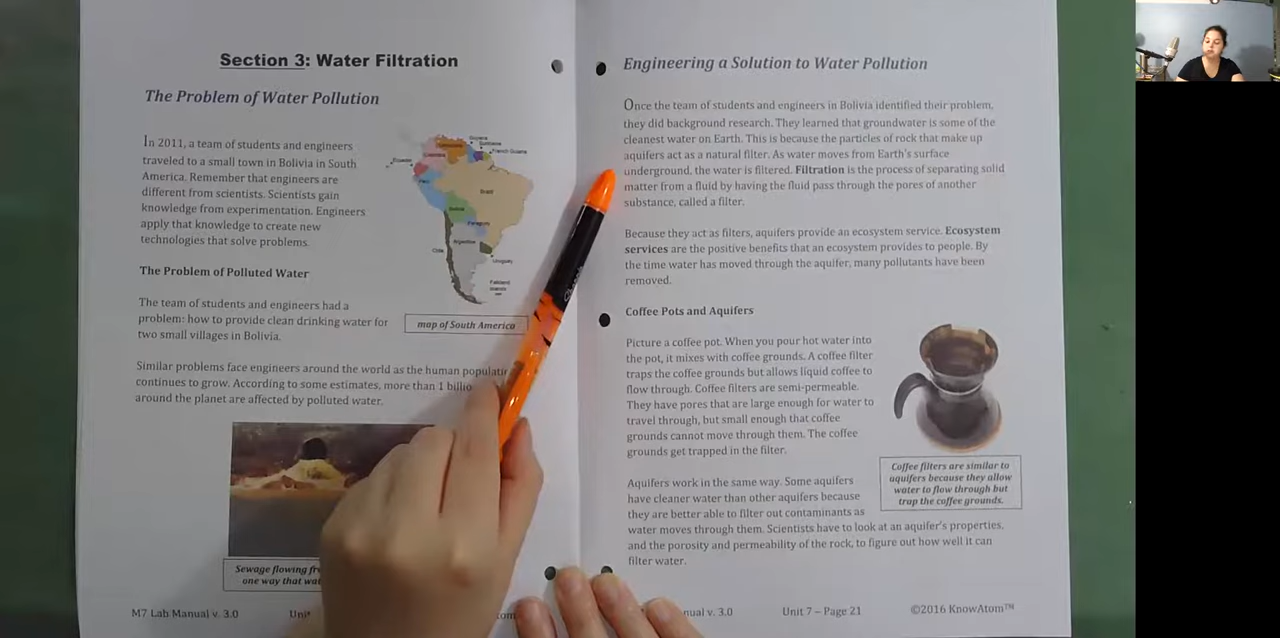 Section 3: Water Filtration
The Problem of Water Pollution
In 2011, a team of students and engineers
traveled to a small town in Bolivia in South
America. Remember that engineers are
different from scientists. Scientists gain
knowledge from experimentation. Engineers
apply that knowledge to create new
technologies that solve problems.
Guyana
Suriname
French Guiana
Venezuela
Colombia
Ecuador
Peru
Brazil
Bolivia
Paraguay
Argentina
Chile
Uruguay
Falkland
Islands
map of South America
The Problem of Polluted Water
The team of students and engineers had a
problem: how to provide clean drinking water for
two small villages in Bolivia.
Similar problems face engineers around the world as the human
continues to grow. According to some estimates, more than 1
around the planet are affected by polluted water.
Sewage flowing
one way that
M7 Lab Manual v. 3.0
Engineering a Solution to Water Pollution
Once the team of students and engineers in Bolivia identified their problem,
they did background research. They learned that groundwater is some of the
cleanest water on Earth. This is because the particles of rock that make up
aquifers act as a natural filter. As water moves from Earth's surface
underground, the water is filtered. Filtration is the process of separating solid
matter from a fluid by having the fluid pass through the pores of another
substance, called a filter.
Because they act as filters, aquifers provide an ecosystem service. Ecosystem
services are the positive benefits that an ecosystem provides to people. By
the time water has moved through the aquifer, many pollutants have been
removed.
Coffee Pots and Aquifers
Picture a coffee pot. When you pour hot water into
the pot, it mixes with coffee grounds. A coffee filter
traps the coffee grounds but allows liquid coffee to
flow through. Coffee filters are semi-permeable.
They have pores that are large enough for water to
travel through, but small enough that coffee
grounds cannot move through them. The coffee
grounds get trapped in the filter.
Coffee filters are similar to
aquifers because they allow
water to flow through but
trap the coffee grounds.
Aquifers work in the same way. Some aquifers
have cleaner water than other aquifers because
they are better able to filter out contaminants as
water moves through them. Scientists have to look at an aquifer's properties,
and the porosity and permeability of the rock, to figure out how well it can
filter water.
v. 3.0
Unit 7 – Page 21
©2016 KnowAtom™